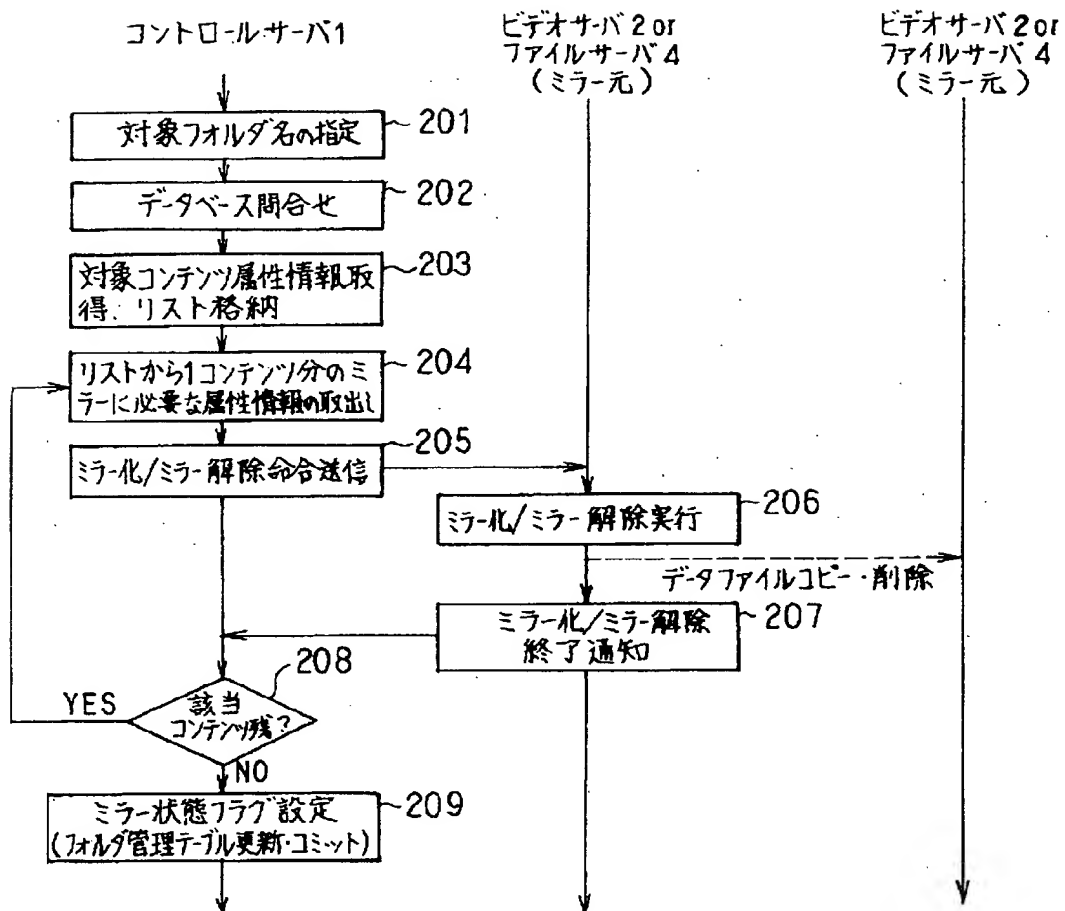 コントロールサーバ1
ビデオサーバ2or
ファイルサーバ4
(ミラー元)
ビデオサーバ2or
ファイルサーバ4
(ミラー元)
対象フォルダ名の指定
201
データベース問合せ
202
対象コンテンツ属性情報取
得、リスト格納
203
リストから1コンテンツ分のミ
ラーに必要な属性情報の取出し
204
ミラー化/ミラー解除命令送信
205
ミラー化/ミラー解除実行
206
データファイルコピー・削除
ミラー化/ミラー解除
終了通知
207
208
該当
コンテンツ残?
YES
NO
ミラー状態フラグ設定
(フォルダ管理テーブル更新・コミット)
209